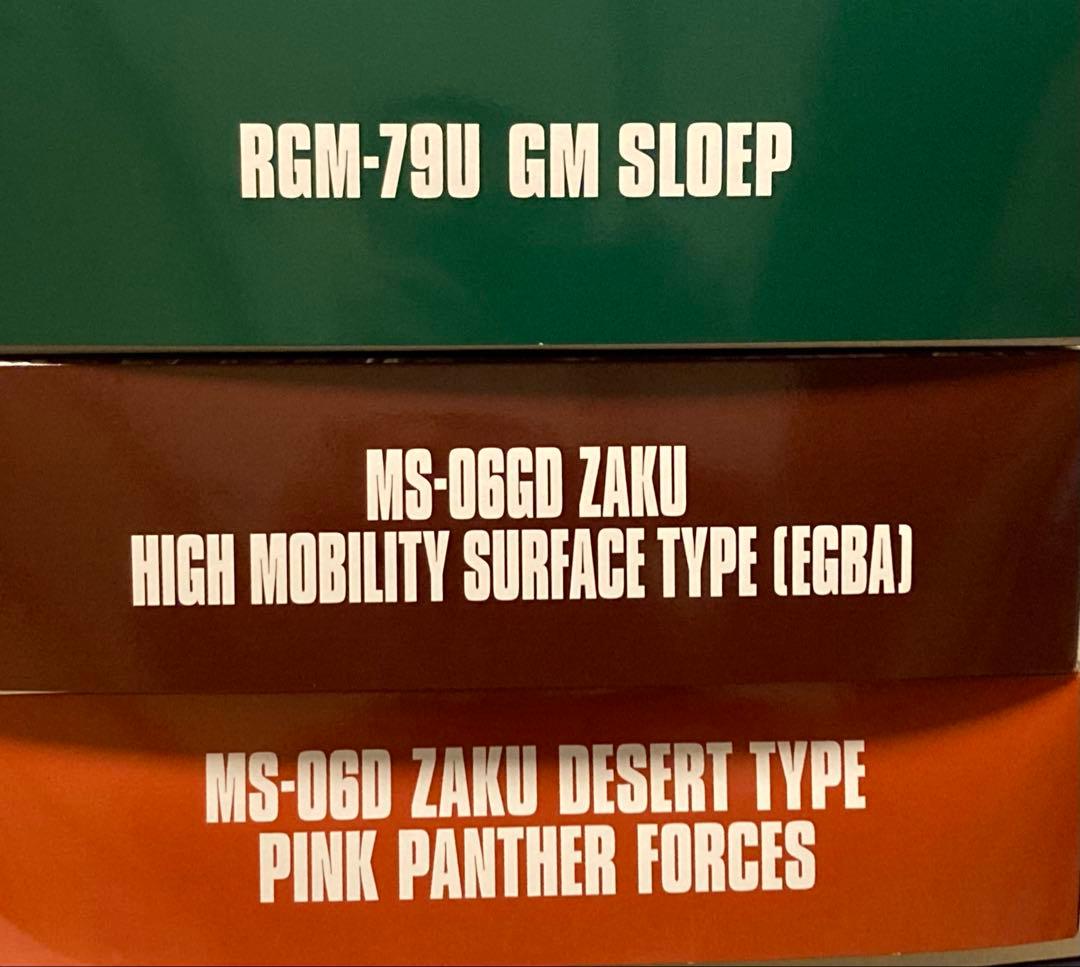 RGM-79U GM SLOEP
MS-06GD ZAKU
HIGH MOBILITY SURFACE TYPE (EGBA)
MS-06D ZAKU DESERT TYPE
PINK PANTHER FORCES